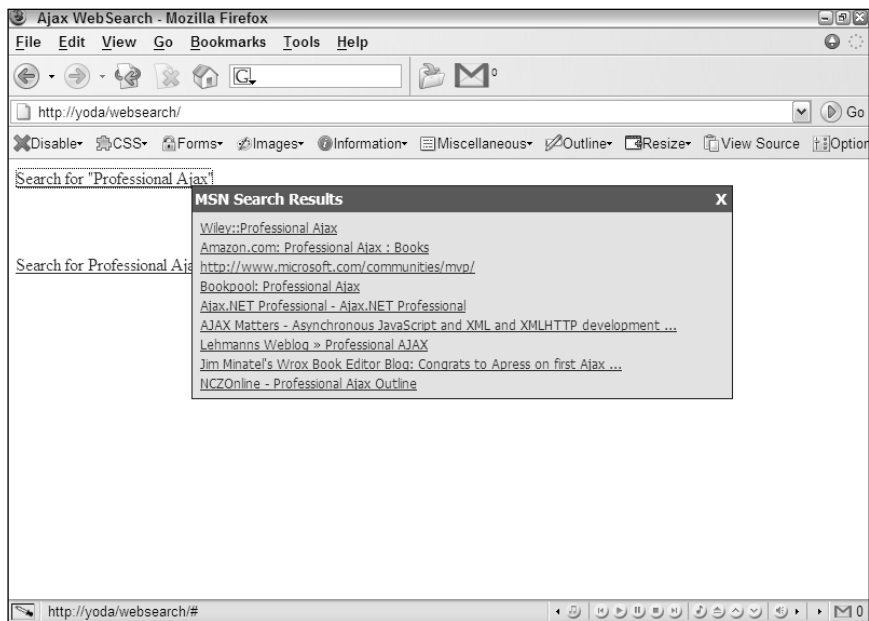 Ajax WebSearch - Mozilla Firefox
File Edit View Go Bookmarks Tools Help
G
0
http://yoda/websearch/
Go
Disable CSS Forms Images Information Miscellaneous Outline Resize View Source Option
Search for "Professional Ajax"
MSN Search Results X
Wiley::Professional Ajax
Amazon.com: Professional Ajax : Books
Search for Professional Aja
http://www.microsoft.com/communities/mvp/
Bookpool: Professional Ajax
Ajax.NET Professional - Ajax.NET Professional
AJAX Matters - Asynchronous JavaScript and XML and XMLHTTP development ...
Lehmanns Weblog » Professional AJAX
Jim Minatel's Wrox Book Editor Blog: Congrats to Apress on first Ajax ...
NCZOnline - Professional Ajax Outline
http://yoda/websearch/#
0